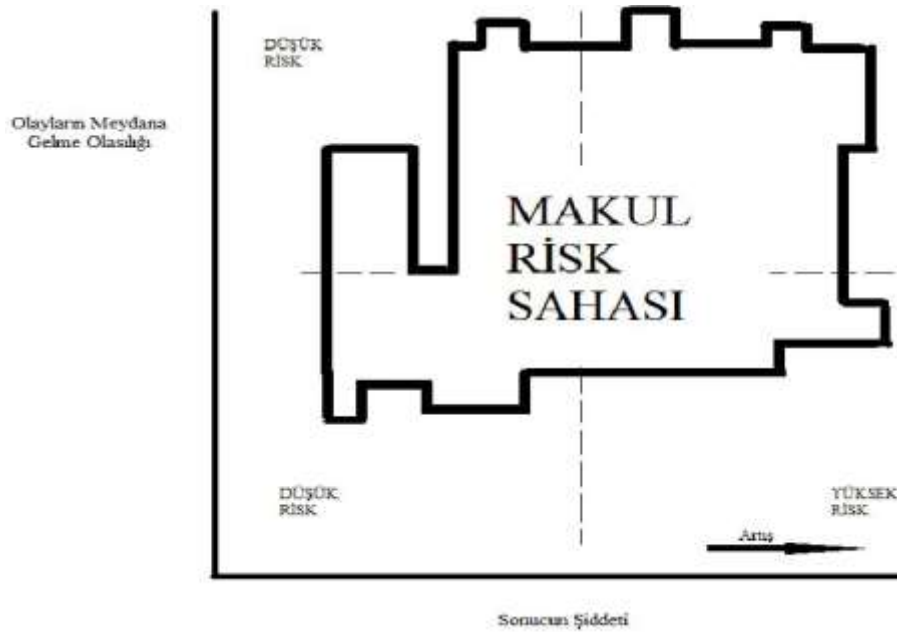 DÜŞÜK
RİSK
Olayların Meydana
Gelme Olasılığı
MAKUL
RİSK
SAHASI
DÜŞÜK
RİSK
YÜKSEK
RİSK
Artış
Sonucun Şiddeti